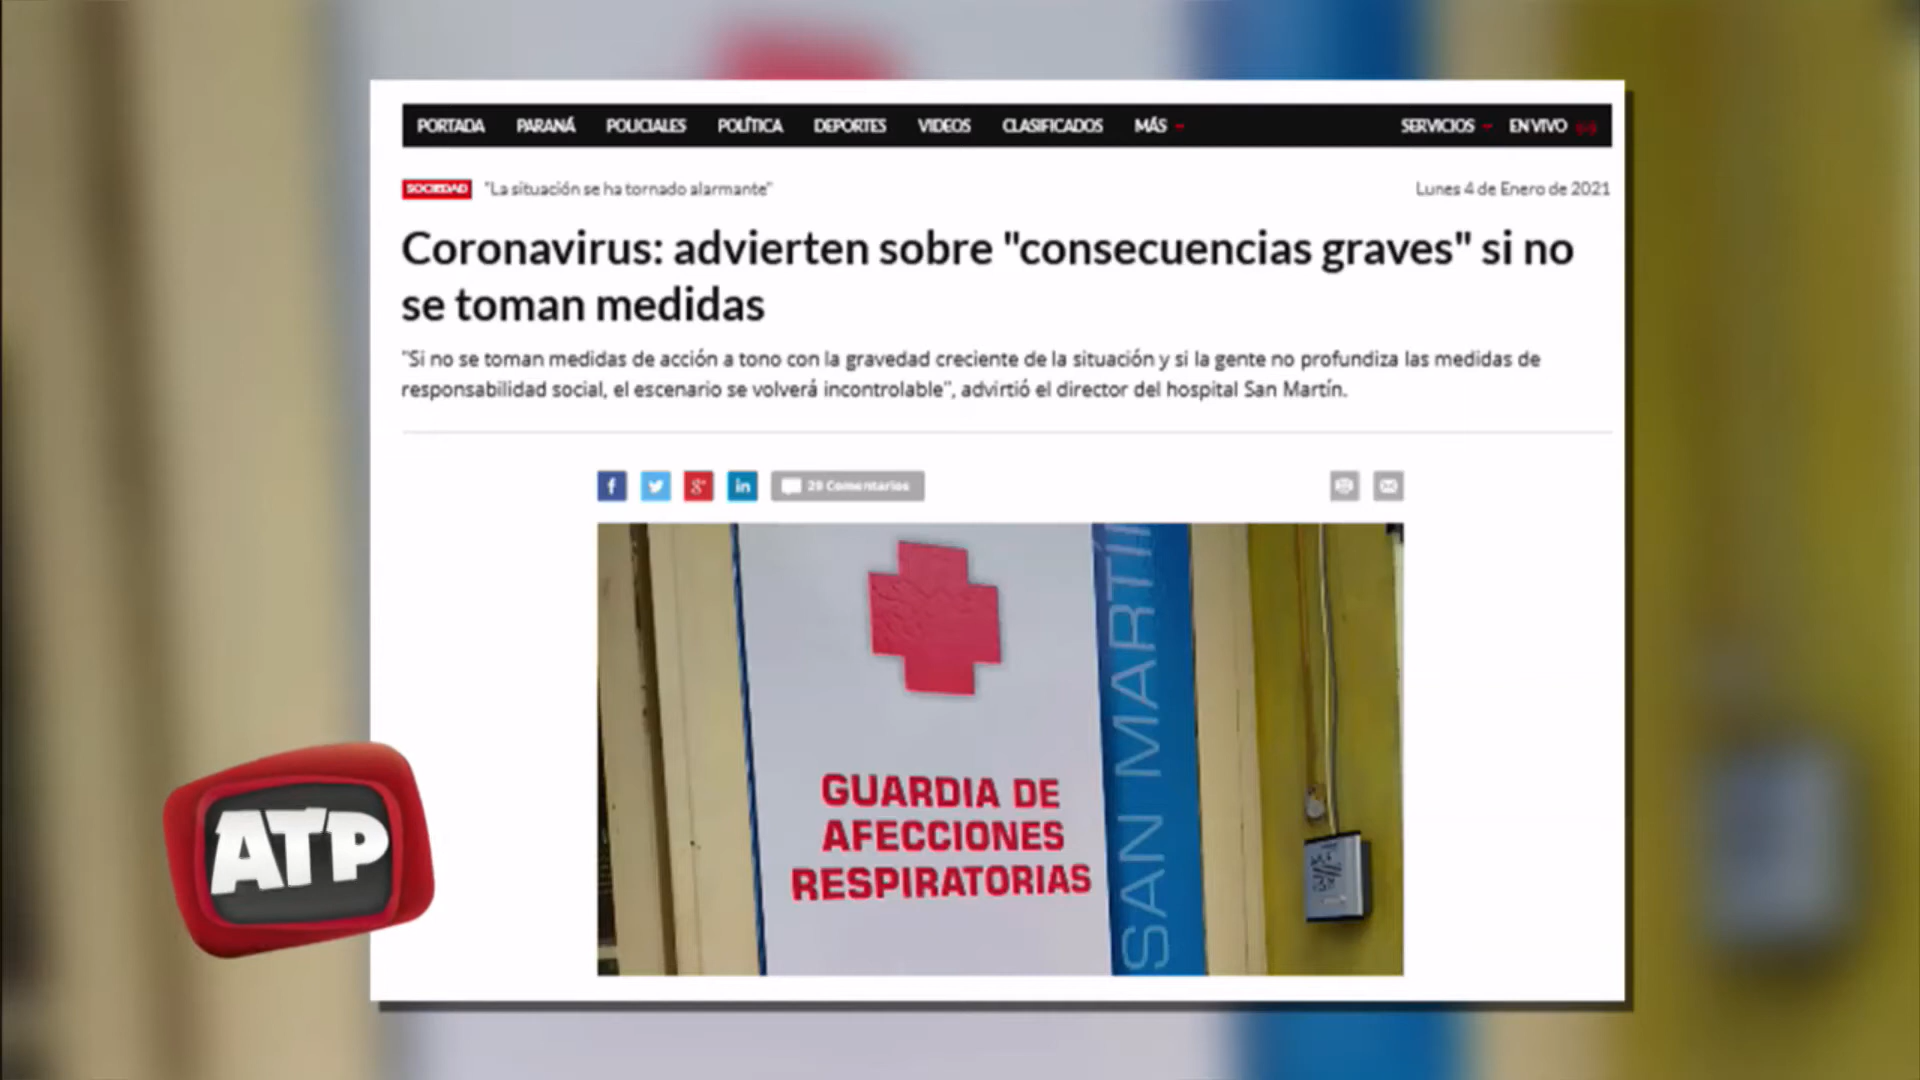 PORTADA PARANÁ POLICIALES POLÍTICA DEPORTES VIDEOS CLASIFICADOS MÁS SERVICIOS EN VIVO
SOCIEDAD "La situación se ha tornado alarmante" Lunes 4 de Enero de 2021
Coronavirus: advierten sobre "consecuencias graves" si no
se toman medidas
"Si no se toman medidas de acción a tono con la gravedad creciente de la situación y si la gente no profundiza las medidas de
responsabilidad social, el escenario se volverá incontrolable", advirtió el director del hospital San Martín.
f g+ in 29 Comentarios
GUARDIA DE
AFECCIONES
RESPIRATORIAS
SAN MARTÍN
ATP